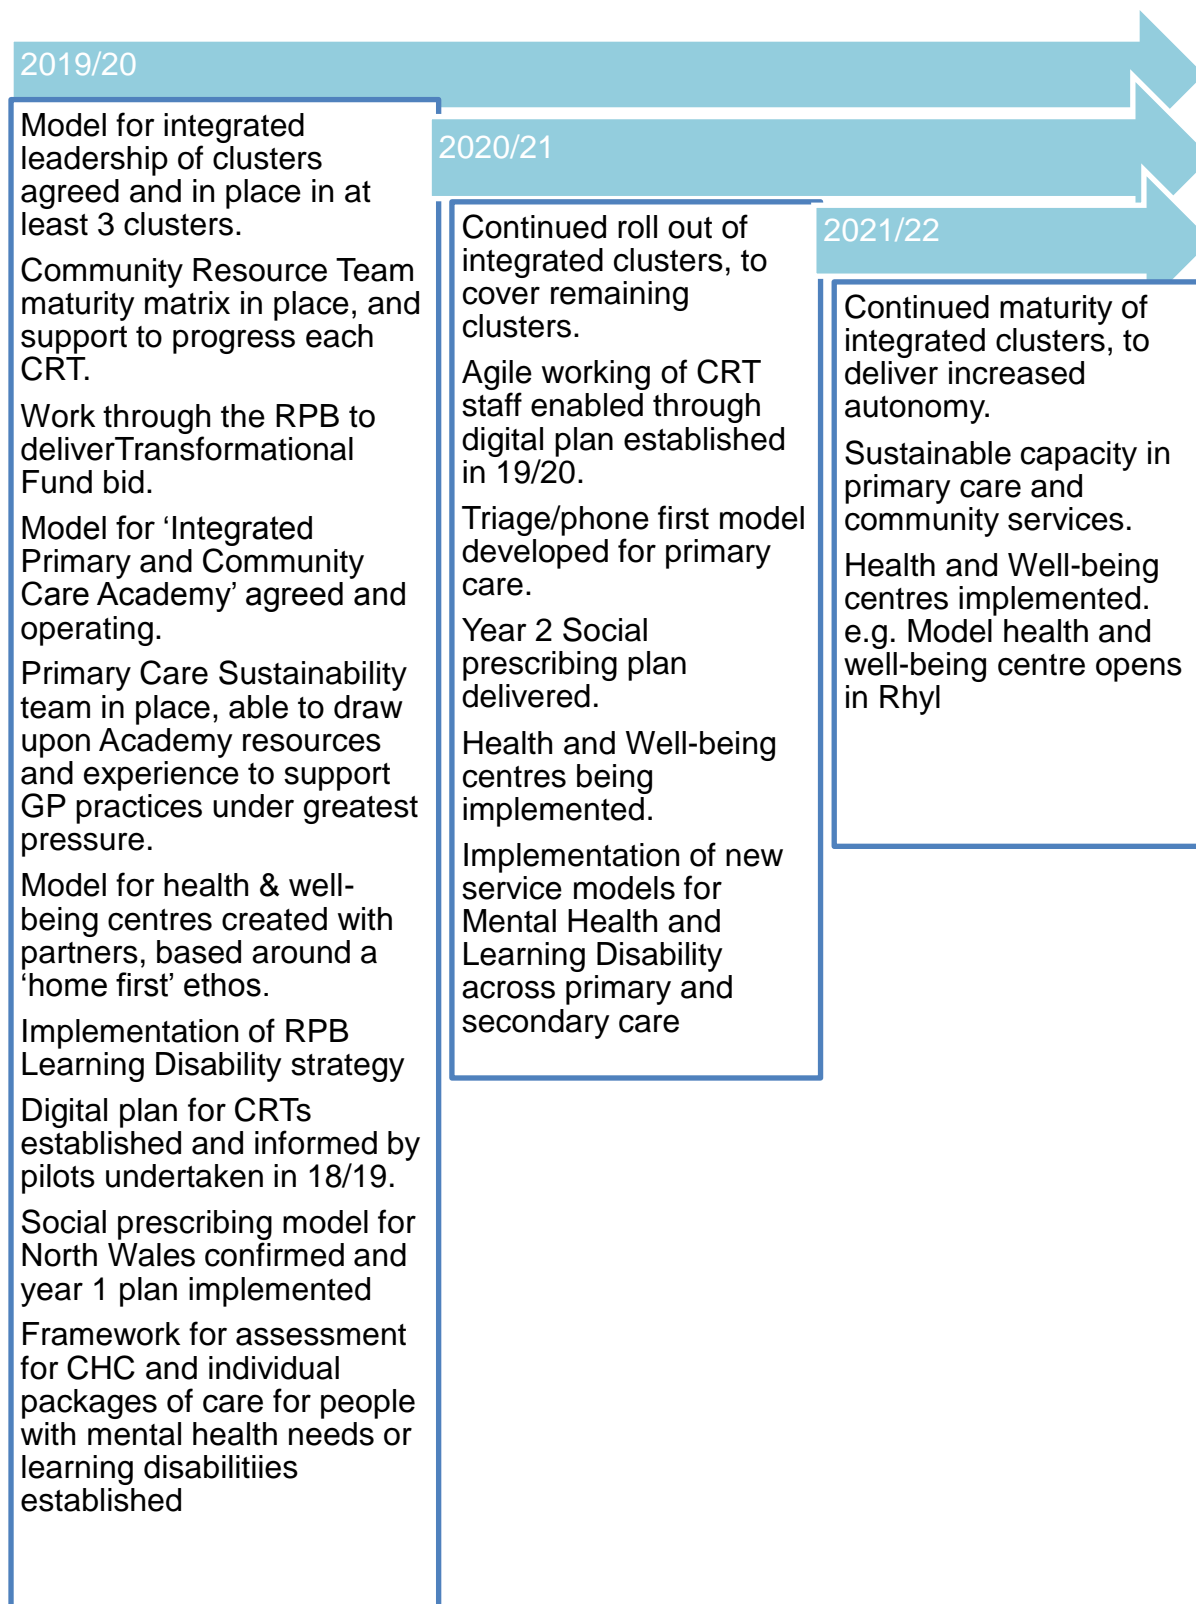 2019/20
Model for integrated
leadership of clusters
agreed and in place in at
least 3 clusters.
Community Resource Team
maturity matrix in place, and
support to progress each
CRT.
Work through the RPB to
deliverTransformational
Fund bid.
Model for ‘Integrated
Primary and Community
Care Academy’ agreed and
operating.
Primary Care Sustainability
team in place, able to draw
upon Academy resources
and experience to support
GP practices under greatest
pressure.
Model for health & well-
being centres created with
partners, based around a
‘home first’ ethos.
Implementation of RPB
Learning Disability strategy
Digital plan for CRTs
established and informed by
pilots undertaken in 18/19.
Social prescribing model for
North Wales confirmed and
year 1 plan implemented
Framework for assessment
for CHC and individual
packages of care for people
with mental health needs or
learning disabilitiies
established
2020/21
Continued roll out of
integrated clusters, to
cover remaining
clusters.
Agile working of CRT
staff enabled through
digital plan established
in 19/20.
Triage/phone first model
developed for primary
care.
Year 2 Social
prescribing plan
delivered.
Health and Well-being
centres being
implemented.
Implementation of new
service models for
Mental Health and
Learning Disability
across primary and
secondary care
2021/22
Continued maturity of
integrated clusters, to
deliver increased
autonomy.
Sustainable capacity in
primary care and
community services.
Health and Well-being
centres implemented.
e.g. Model health and
well-being centre opens
in Rhyl